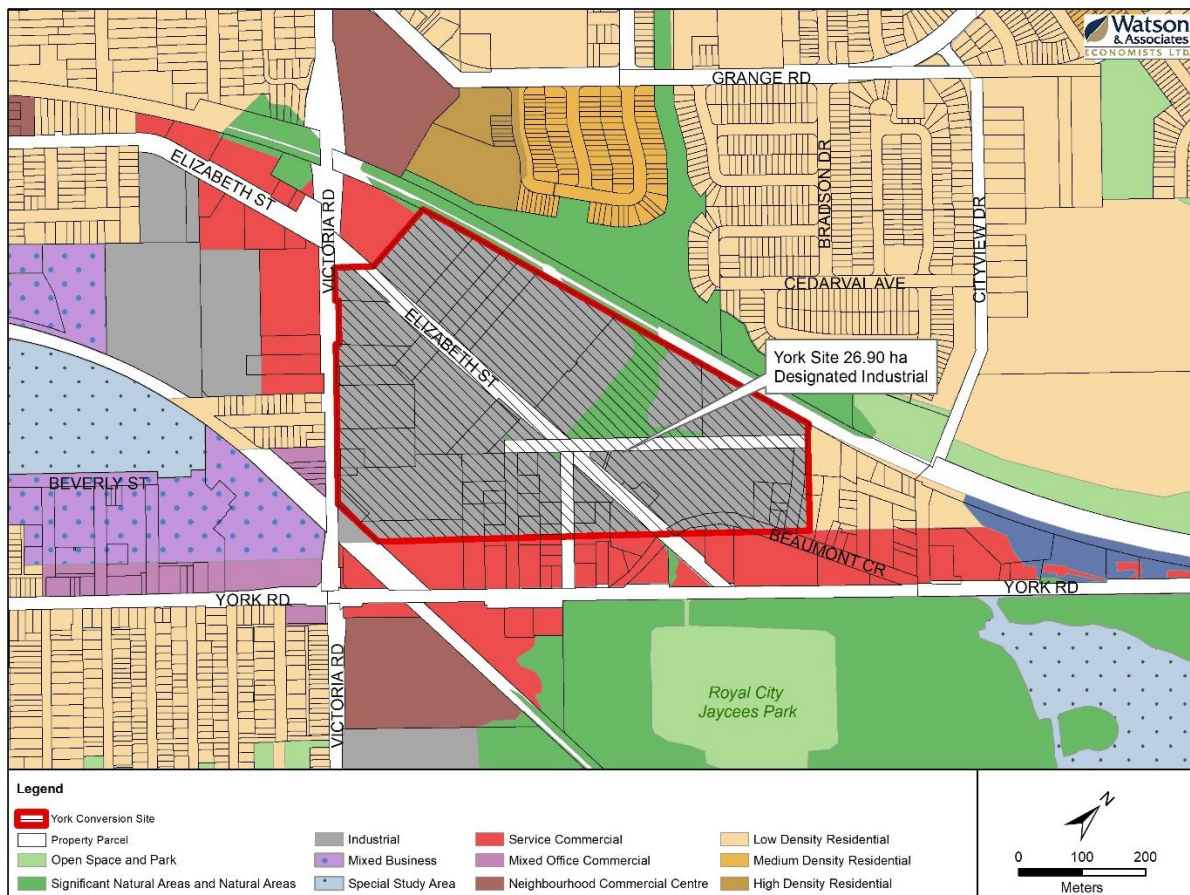 Watson
& Associates
ECONOMISTS LTD.
GRANGE RD
ELIZABETH ST
VICTORIA RD
BRADSON DR
CITYVIEW DR
CEDARVAL AVE
ELIZABETH ST
York Site 26.90 ha
Designated Industrial
BEVERLY ST
BEAUMONT CR
YORK RD
YORK RD
VICTORIA RD
Royal City
Jaycees Park
Legend
York Conversion Site
Property Parcel
Open Space and Park
Significant Natural Areas and Natural Areas
Industrial
Mixed Business
Special Study Area
Service Commercial
Mixed Office Commercial
Neighbourhood Commercial Centre
Low Density Residential
Medium Density Residential
High Density Residential
N
0 100 200
Meters